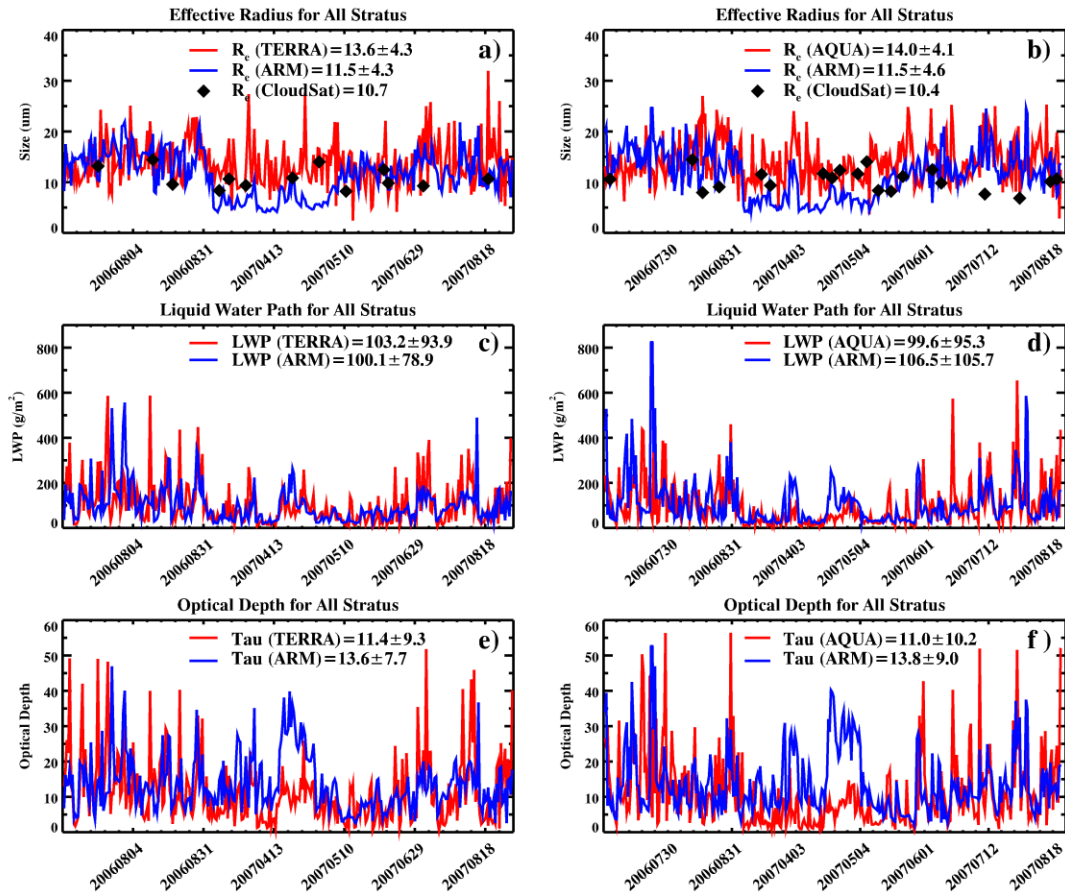 Effective Radius for All Stratus
a)
R_e (TERRA)=13.6±4.3
R_e (ARM)=11.5±4.3
R_e (CloudSat)=10.7
Size (um)
40
30
20
10
0
20060804
20060831
20070413
20070510
20070629
20070818
Effective Radius for All Stratus
b)
R_e (AQUA)=14.0±4.1
R_e (ARM)=11.5±4.6
R_e (CloudSat)=10.4
Size (um)
40
30
20
10
0
20060730
20060831
20070403
20070504
20070601
20070712
20070818
Liquid Water Path for All Stratus
c)
LWP (TERRA)=103.2±93.9
LWP (ARM)=100.1±78.9
LWP (g/m²)
800
600
400
200
0
20060804
20060831
20070413
20070510
20070629
20070818
Liquid Water Path for All Stratus
d)
LWP (AQUA)=99.6±95.3
LWP (ARM)=106.5±105.7
LWP (g/m²)
800
600
400
200
0
20060730
20060831
20070403
20070504
20070601
20070712
20070818
Optical Depth for All Stratus
e)
Tau (TERRA)=11.4±9.3
Tau (ARM)=13.6±7.7
Optical Depth
60
50
40
30
20
10
0
20060804
20060831
20070413
20070510
20070629
20070818
Optical Depth for All Stratus
f)
Tau (AQUA)=11.0±10.2
Tau (ARM)=13.8±9.0
Optical Depth
60
50
40
30
20
10
0
20060730
20060831
20070403
20070504
20070601
20070712
20070818